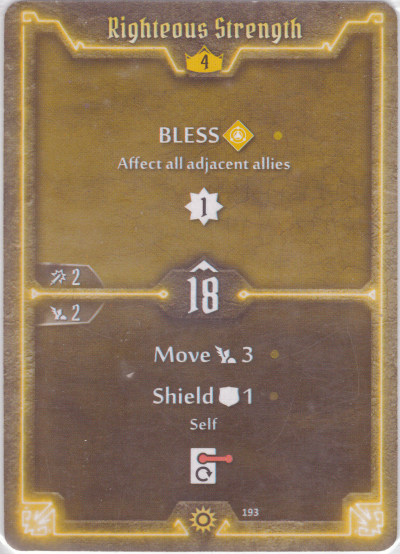 Righteous Strength
4
BLESS
Affect all adjacent allies
1
2
18
2
Move 3
Shield 1
Self
193